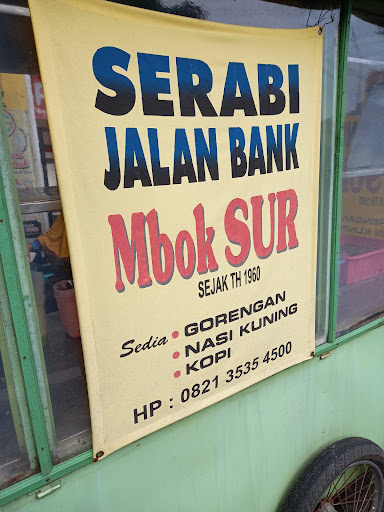 SERABI
JALAN BANK
Mbok SUR
SEJAK TH 1960
Sedia • GORENGAN
• NASI KUNING
• KOPI
HP : 0821 3535 4500